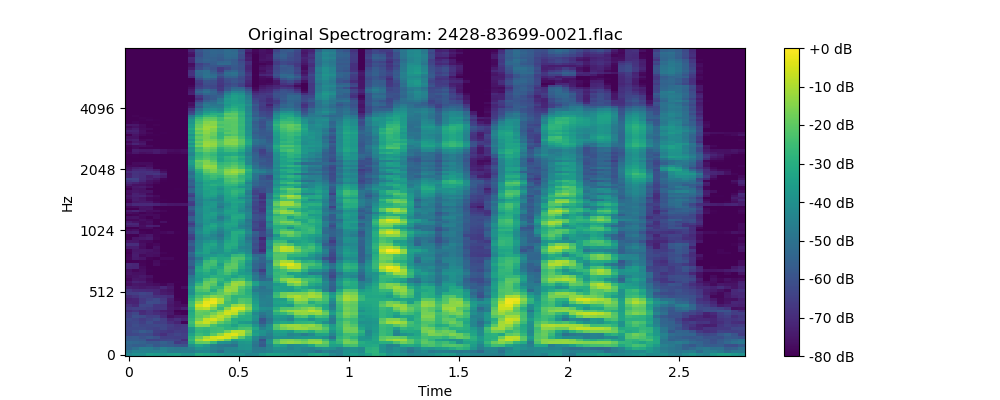 Original Spectrogram: 2428-83699-0021.flac
Hz
4096
2048
1024
512
0
0
0.5
1
1.5
2
2.5
Time
+0 dB
-10 dB
-20 dB
-30 dB
-40 dB
-50 dB
-60 dB
-70 dB
-80 dB